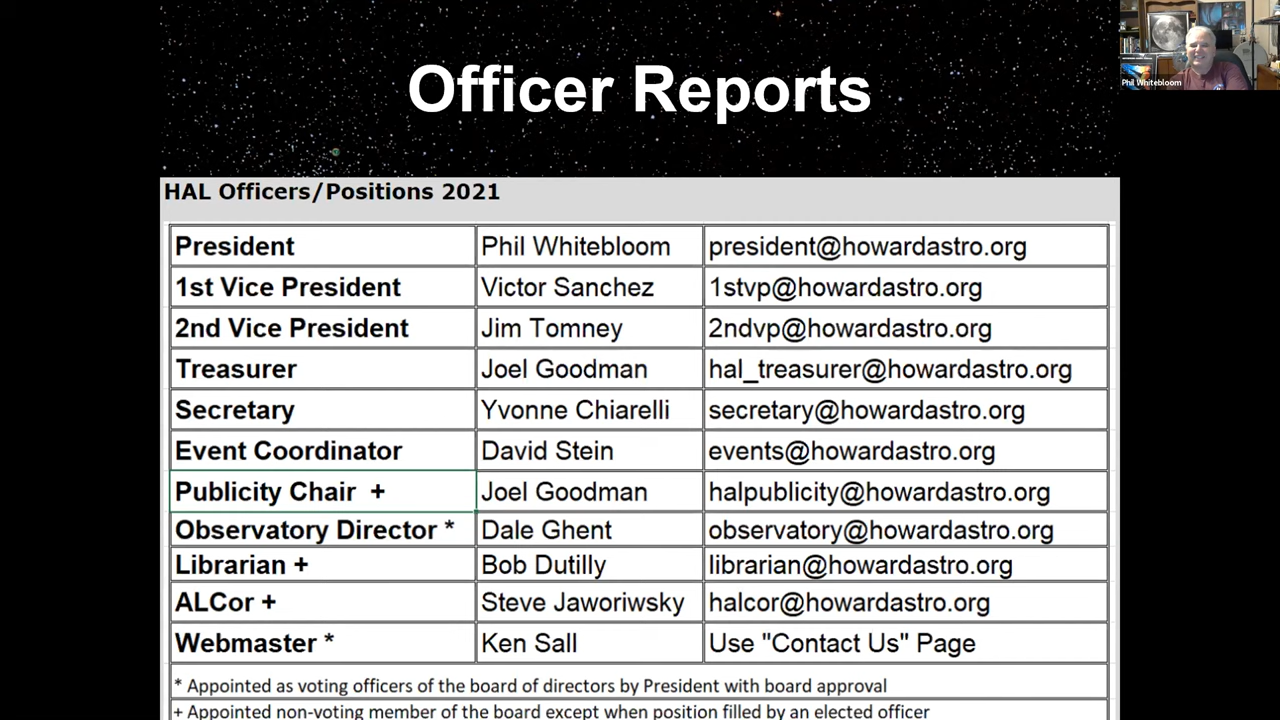 Officer Reports
Phil Whitebloom
HAL Officers/Positions 2021
President Phil Whitebloom president@howardastro.org
1st Vice President Victor Sanchez 1stvp@howardastro.org
2nd Vice President Jim Tomney 2ndvp@howardastro.org
Treasurer Joel Goodman hal_treasurer@howardastro.org
Secretary Yvonne Chiarelli secretary@howardastro.org
Event Coordinator David Stein events@howardastro.org
Publicity Chair + Joel Goodman halpublicity@howardastro.org
Observatory Director * Dale Ghent observatory@howardastro.org
Librarian + Bob Dutilly librarian@howardastro.org
ALCor + Steve Jaworiwsky halcor@howardastro.org
Webmaster * Ken Sall Use "Contact Us" Page
* Appointed as voting officers of the board of directors by President with board approval
+ Appointed non-voting member of the board except when position filled by an elected officer